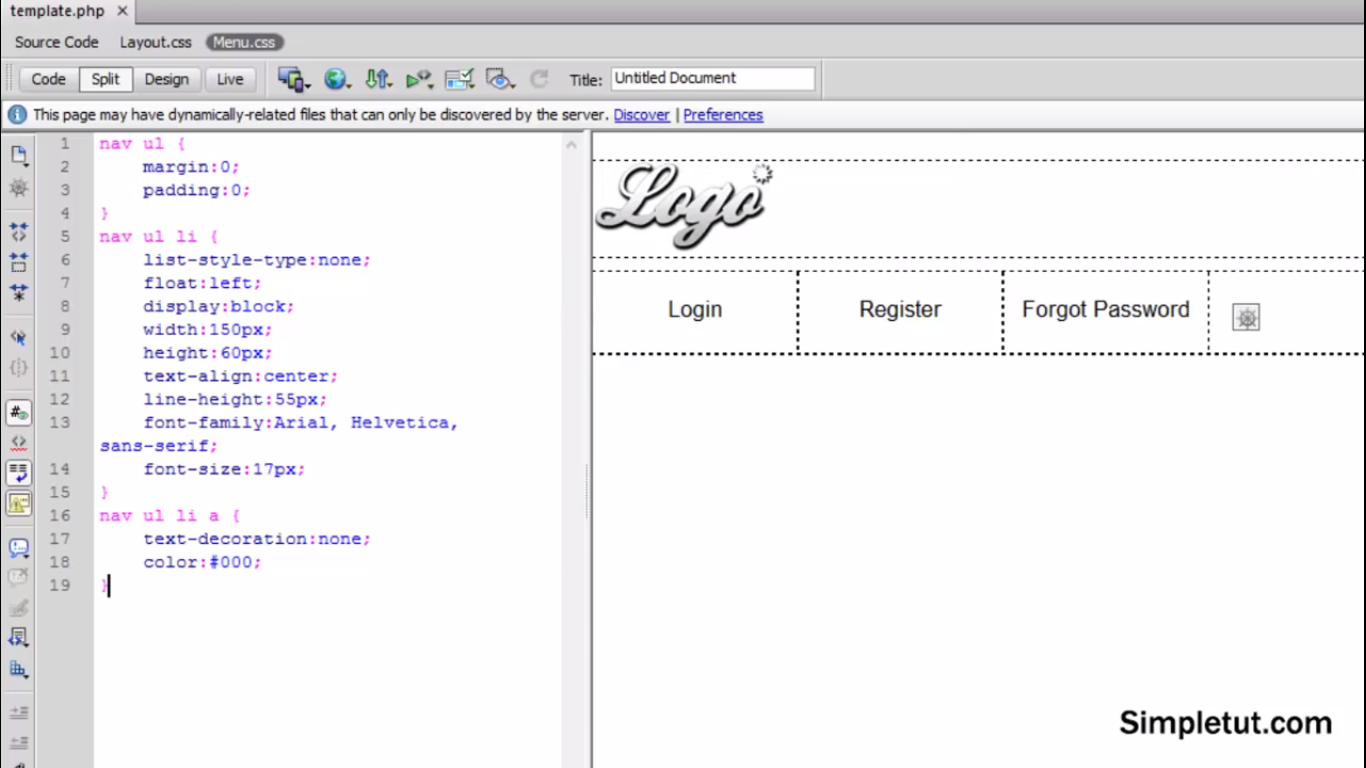 template.php
Source Code Layout.css Menu.css
Code Split Design Live Title: Untitled Document
This page may have dynamically-related files that can only be discovered by the server. Discover | Preferences
1 nav ul {
2 margin:0;
3 padding:0;
4 }
5 nav ul li {
6 list-style-type:none;
7 float:left;
8 display:block;
9 width:150px;
10 height:60px;
11 text-align:center;
12 line-height:55px;
13 font-family:Arial, Helvetica,
sans-serif;
14 font-size:17px;
15 }
16 nav ul li a {
17 text-decoration:none;
18 color:#000;
19 }
Logo
Login Register Forgot Password
Simpletut.com